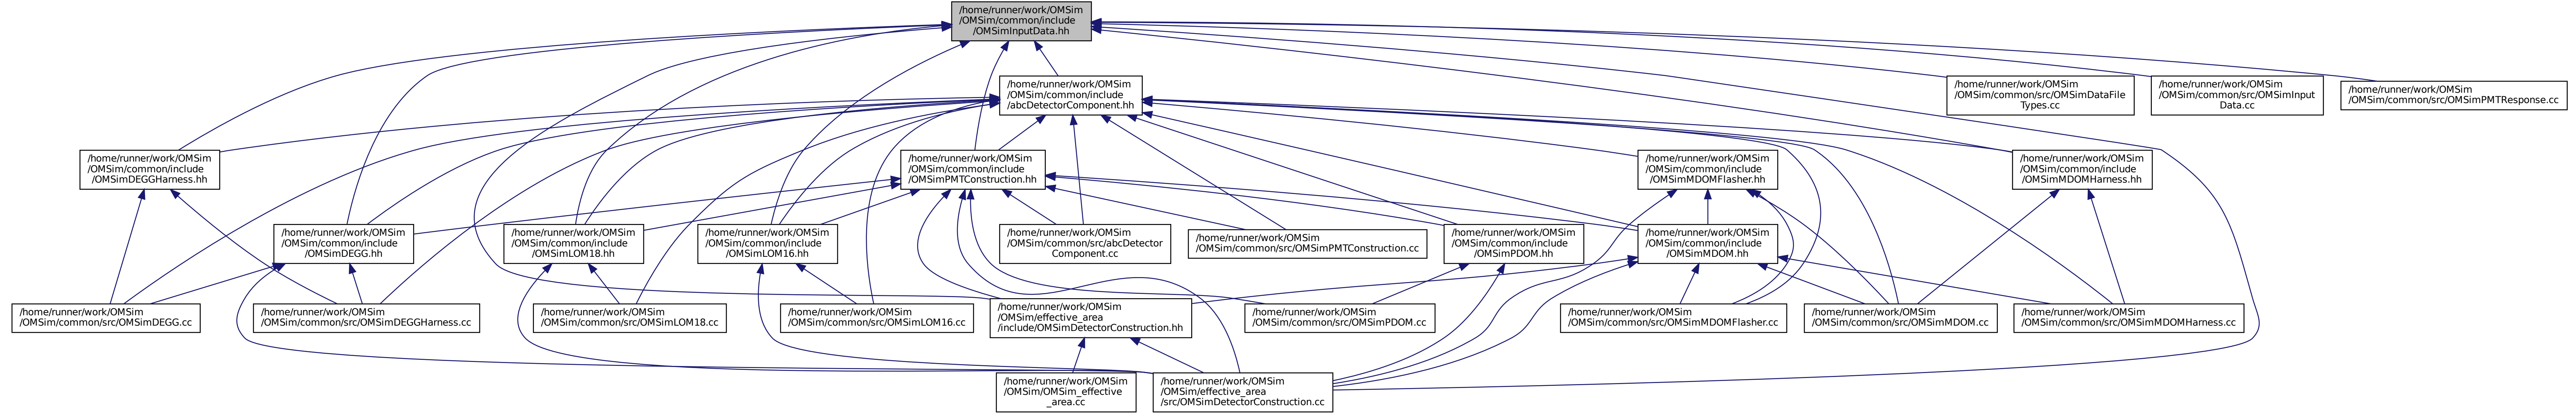 /home/runner/work/OMSim
/OMSim/common/include
/OMSimInputData.hh
/home/runner/work/OMSim
/OMSim/common/include
/abcDetectorComponent.hh
/home/runner/work/OMSim
/OMSim/common/src/OMSimDataFile
Types.cc
/home/runner/work/OMSim
/OMSim/common/src/OMSimInput
Data.cc
/home/runner/work/OMSim
/OMSim/common/src/OMSimPMTResponse.cc
/home/runner/work/OMSim
/OMSim/common/include
/OMSimDEGGHarness.hh
/home/runner/work/OMSim
/OMSim/common/include
/OMSimPMTConstruction.hh
/home/runner/work/OMSim
/OMSim/common/include
/OMSimMDOMFlasher.hh
/home/runner/work/OMSim
/OMSim/common/include
/OMSimMDOMHarness.hh
/home/runner/work/OMSim
/OMSim/common/include
/OMSimDEGG.hh
/home/runner/work/OMSim
/OMSim/common/include
/OMSimLOM18.hh
/home/runner/work/OMSim
/OMSim/common/include
/OMSimLOM16.hh
/home/runner/work/OMSim
/OMSim/common/src/abcDetector
Component.cc
/home/runner/work/OMSim
/OMSim/common/src/OMSimPMTConstruction.cc
/home/runner/work/OMSim
/OMSim/common/include
/OMSimPDOM.hh
/home/runner/work/OMSim
/OMSim/common/include
/OMSimMDOM.hh
/home/runner/work/OMSim
/OMSim/common/src/OMSimDEGG.cc
/home/runner/work/OMSim
/OMSim/common/src/OMSimDEGGHarness.cc
/home/runner/work/OMSim
/OMSim/common/src/OMSimLOM18.cc
/home/runner/work/OMSim
/OMSim/common/src/OMSimLOM16.cc
/home/runner/work/OMSim
/OMSim/effective_area
/include/OMSimDetectorConstruction.hh
/home/runner/work/OMSim
/OMSim/common/src/OMSimPDOM.cc
/home/runner/work/OMSim
/OMSim/common/src/OMSimMDOMFlasher.cc
/home/runner/work/OMSim
/OMSim/common/src/OMSimMDOM.cc
/home/runner/work/OMSim
/OMSim/common/src/OMSimMDOMHarness.cc
/home/runner/work/OMSim
/OMSim/OMSim_effective
_area.cc
/home/runner/work/OMSim
/OMSim/effective_area
/src/OMSimDetectorConstruction.cc